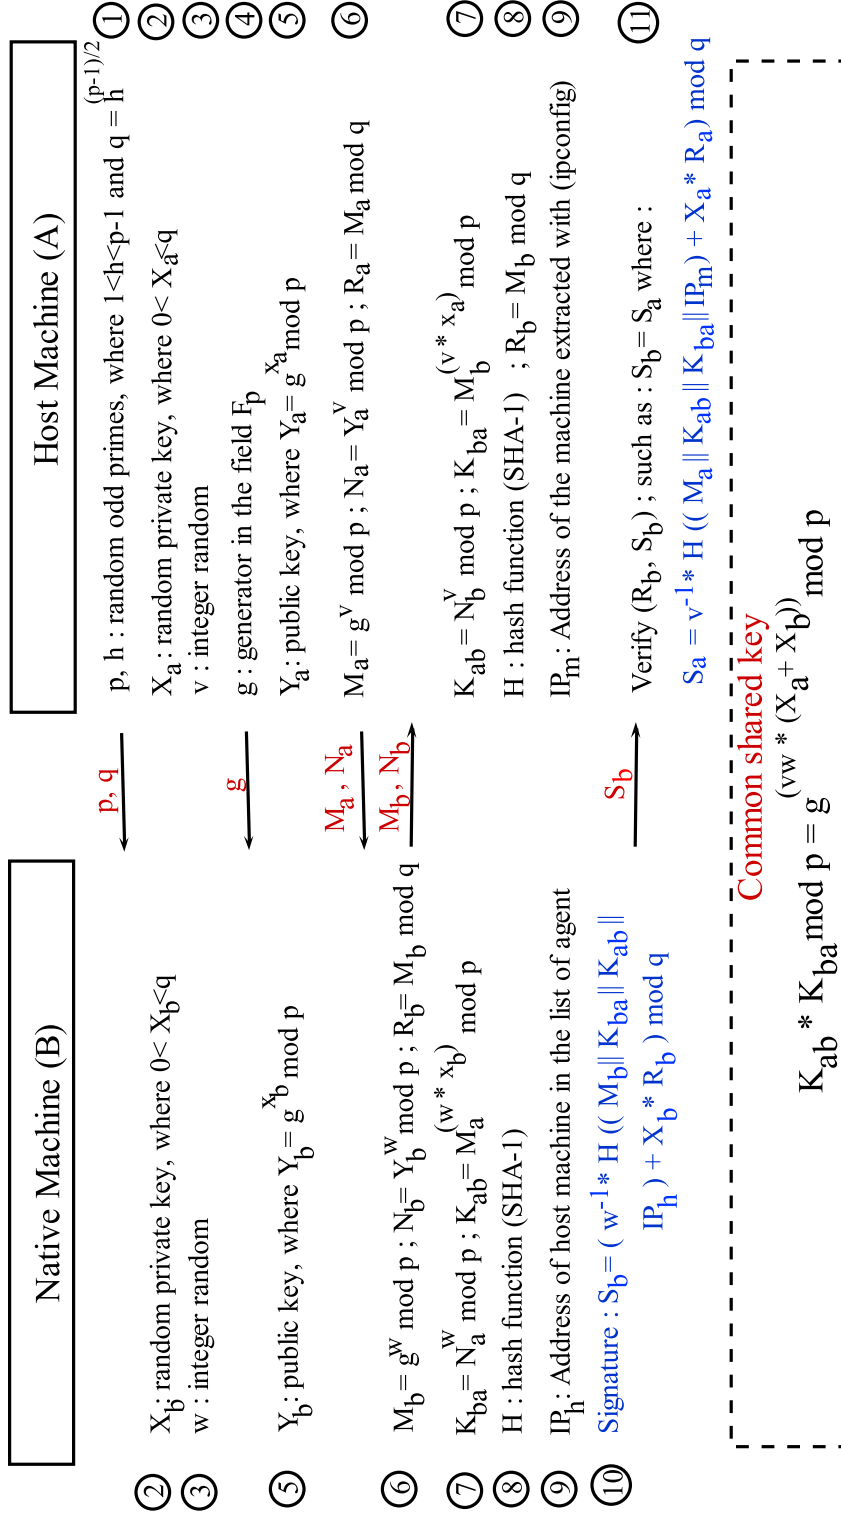 Native Machine (B)
Host Machine (A)
p, q
p, h : random odd primes, where 1<h<p-1 and q = h^(p-1)/2
①
②
X_b: random private key, where 0< X_b<q
X_a : random private key, where 0< X_a<q
②
③
w : integer random
v : integer random
③
g
g : generator in the field F_p
④
⑤
Y_b: public key, where Y_b= g^x_b mod p
Y_a: public key, where Y_a= g^x_a mod p
⑤
M_a , N_a
M_a= g^v mod p ; N_a= Y_a^v mod p ; R_a= M_a mod q
⑥
⑥
M_b= g^w mod p ; N_b= Y_b^w mod p ; R_b= M_b mod q
M_b , N_b
⑦
K_ba= N_a^w mod p ; K_ab= M_a^(w* x_b) mod p
K_ab= N_b^v mod p ; K_ba= M_b^(v* x_a) mod p
⑦
⑧
H : hash function (SHA-1)
H : hash function (SHA-1) ; R_b= M_b mod q
⑧
⑨
IP_h: Address of host machine in the list of agent
IP_m: Address of the machine extracted with (ipconfig)
⑨
⑩
Signature : S_b= ( w^-1* H (( M_b|| K_ba|| K_ab||
IP_h ) + X_b* R_b ) mod q
S_b
Verify (R_b, S_b) ; such as : S_b= S_a where :
⑪
S_a = v^-1* H (( M_a|| K_ab|| K_ba|| IP_m) + X_a* R_a) mod q
Common shared key
K_ab* K_ba mod p = g^(vw * (X_a+ X_b)) mod p